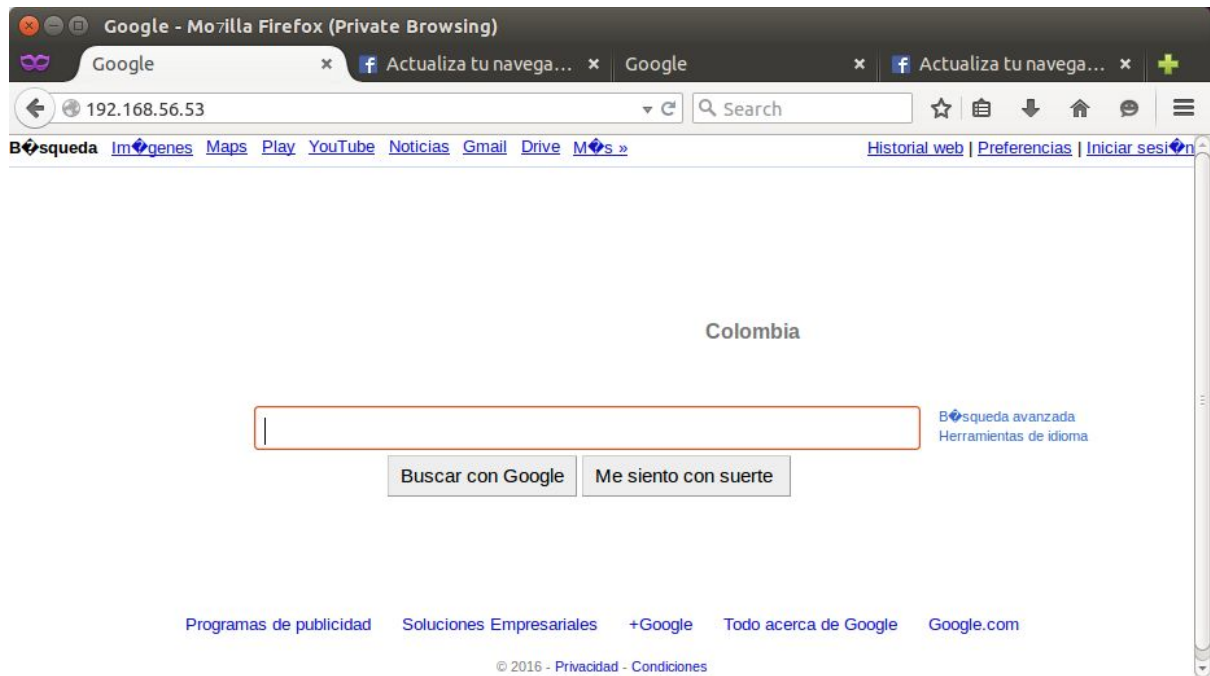 Google - Mozilla Firefox (Private Browsing)
Google
Actualiza tu navega...
Google
Actualiza tu navega...
192.168.56.53
Search
B�squeda Im�genes Maps Play YouTube Noticias Gmail Drive M�s »
Historial web | Preferencias | Iniciar sesi�n
Colombia
B�squeda avanzada
Herramientas de idioma
Buscar con Google
Me siento con suerte
Programas de publicidad Soluciones Empresariales +Google Todo acerca de Google Google.com
© 2016 - Privacidad - Condiciones